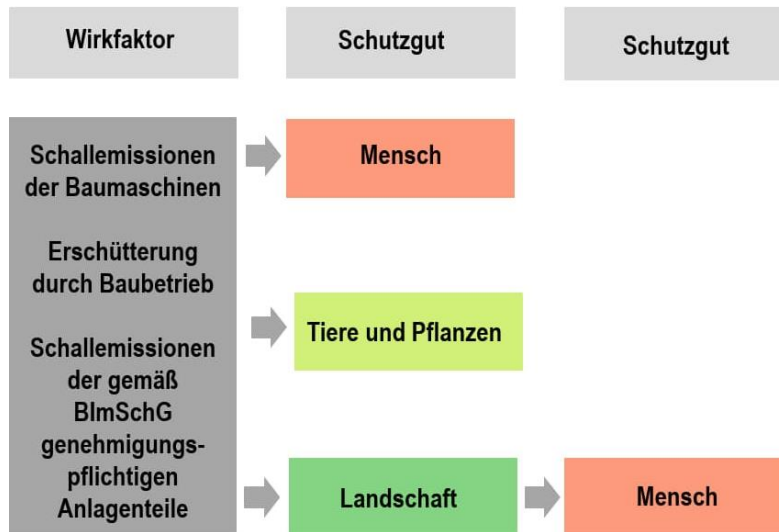 Wirkfaktor
Schutzgut
Schutzgut
Schallemissionen
der Baumaschinen
Mensch
Erschütterung
durch Baubetrieb
Tiere und Pflanzen
Schallemissionen
der gemäß
BImSchG
genehmigungs-
pflichtigen
Anlagenteile
Landschaft
Mensch